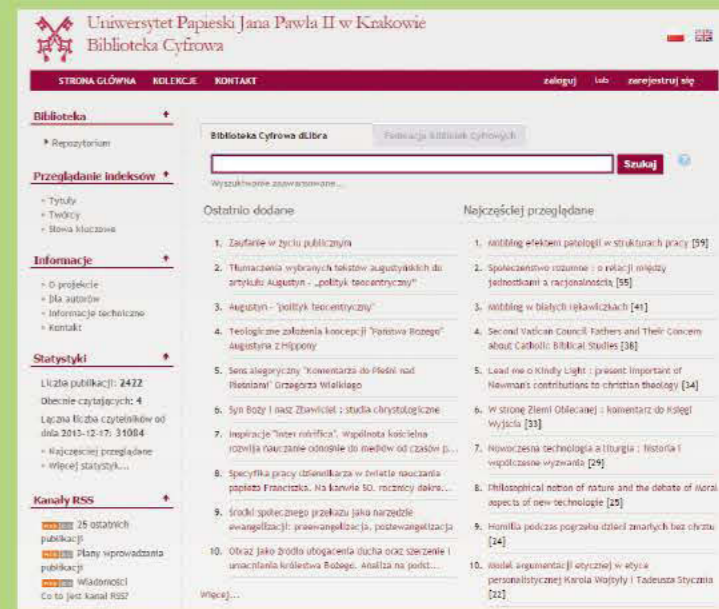 Uniwersytet Papieski Jana Pawła II w Krakowie
Biblioteka Cyfrowa
STRONA GŁÓWNA KOLEKCJE KONTAKT
zaloguj lub zarejestruj się
Biblioteka
Repozytorium
Przeglądanie indeksów
Tytuły
Twórcy
Słowa kluczowe
Informacje
O projekcie
Dla autorów
Informacje techniczne
Kontakt
Statystyki
Liczba publikacji: 2422
Obecnie czytających: 4
Łączna liczba czytelników od
dnia 2013-12-17: 31084
Najczęściej przeglądane
Więcej statystyk...
Kanały RSS
25 ostatnich
publikacji
Plany wprowadzania
publikacji
Wiadomości
Co to jest kanał RSS?
Biblioteka Cyfrowa dLibra
Federacja Bibliotek Cyfrowych
Szukaj
Wyszukiwanie zaawansowane...
Ostatnio dodane
1. Zaufanie w życiu publicznym
2. Tłumaczenia wybranych tekstów augustyńskich do
artykułu Augustyn - „polityk teocentryczny"
3. Augustyn - "polityk teocentryczny"
4. Teologiczne założenia koncepcji "Państwa Bożego"
Augustyna z Hippony
5. Sens alegoryczny "Komentarza do Pieśni nad
Pieśniami" Grzegorza Wielkiego
6. Syn Boży i nasz Zbawiciel : studia chrystologiczne
7. Inspiracje "Inter mirifica". Wspólnota kościelna
rozwija nauczanie odnośnie do mediów od czasów p...
8. Specyfika pracy dziennikarza w świetle nauczania
papieża Franciszka. Na kanwie 50. rocznicy dekre...
9. Środki społecznego przekazu jako narzędzie
ewangelizacji: preewangelizacja, postewangelizacja
10. Obraz jako źródło ubogacenia ducha oraz szerzenie i
umacniania królestwa Bożego. Analiza na podst...
Więcej...
Najczęściej przeglądane
1. Mobbing efektem patologii w strukturach pracy [59]
2. Społeczeństwo rozumne : o relacji między
jednostkami a racjonalnością [55]
3. Mobbing w białych rękawiczkach [41]
4. Second Vatican Council Fathers and Their Concern
about Catholic Biblical Studies [38]
5. Lead me o Kindly Light : present important of
Newman's contributions to christian theology [34]
6. W stronę Ziemi Obiecanej : komentarz do Księgi
Wyjścia [33]
7. Nowoczesna technologia a liturgia : historia i
współczesne wyzwania [29]
8. Philosophical notion of nature and the debate of Moral
aspects of new technologie [25]
9. Homilia podczas pogrzebu dzieci zmarłych bez chrztu
[24]
10. Model argumentacji etycznej w etyce
personalistycznej Karola Wojtyły i Tadeusza Stycznia
[22]